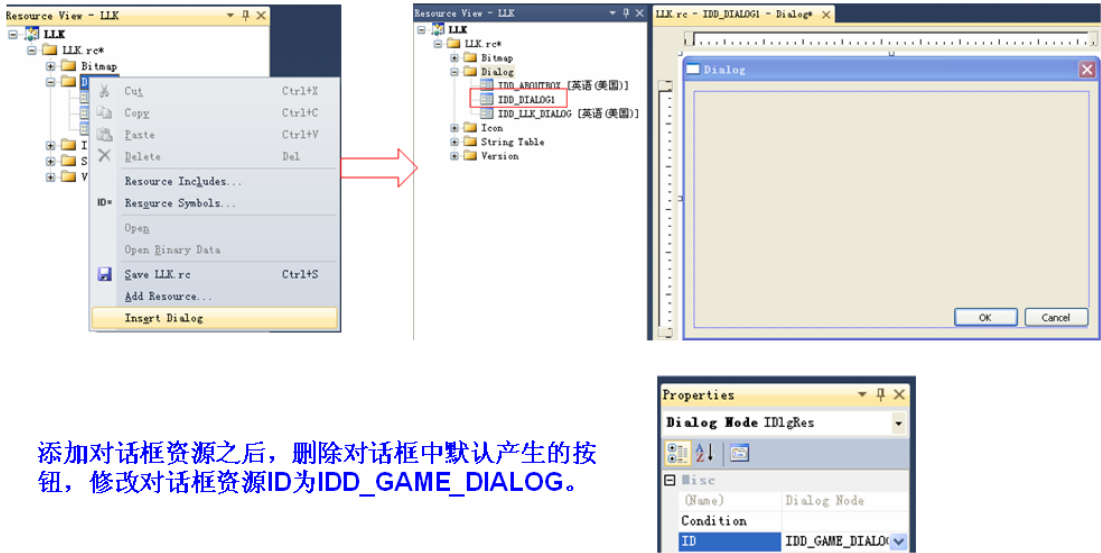 Resource View - LLK
LLK
LLK.rc*
Bitmap
D
Cut Ctrl+X
Copy Ctrl+C
Paste Ctrl+V
Delete Del
I
S
V
Resource Includes...
ID= Resource Symbols...
Open
Open Binary Data
Save LLK.rc Ctrl+S
Add Resource...
Insert Dialog
Resource View - LLK
LLK
LLK.rc*
Bitmap
Dialog
IDD_ABOUTBOX [英语(美国)]
IDD_DIALOG1
IDD_LLK_DIALOG [英语(美国)]
Icon
String Table
Version
LLK.rc - IDD_DIALOG1 - Dialog*
Dialog
OK Cancel
添加对话框资源之后，删除对话框中默认产生的按
钮，修改对话框资源ID为IDD_GAME_DIALOG。
Properties
Dialog Node IDlgRes
Misc
(Name) Dialog Node
Condition
ID IDD_GAME_DIALO